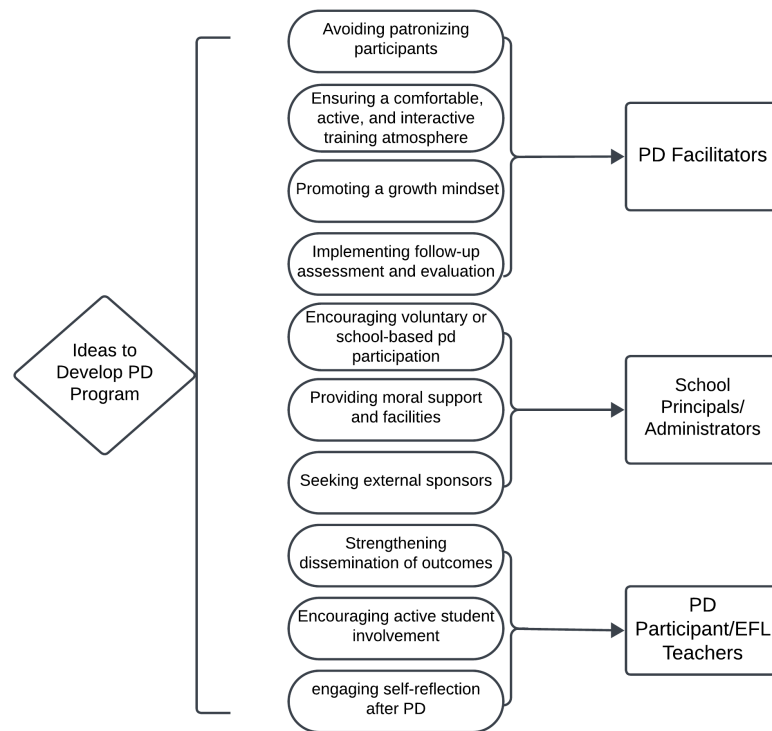 Avoiding patronizing
participants
Ensuring a comfortable,
active, and interactive
training atmosphere
PD Facilitators
Promoting a growth mindset
Implementing follow-up
assessment and evaluation
Encouraging voluntary or
school-based pd
participation
Ideas to
Develop PD
Program
Providing moral support
and facilities
School
Principals/
Administrators
Seeking external sponsors
Strengthening
dissemination of outcomes
Encouraging active student
involvement
PD
Participant/EFL
Teachers
engaging self-reflection
after PD